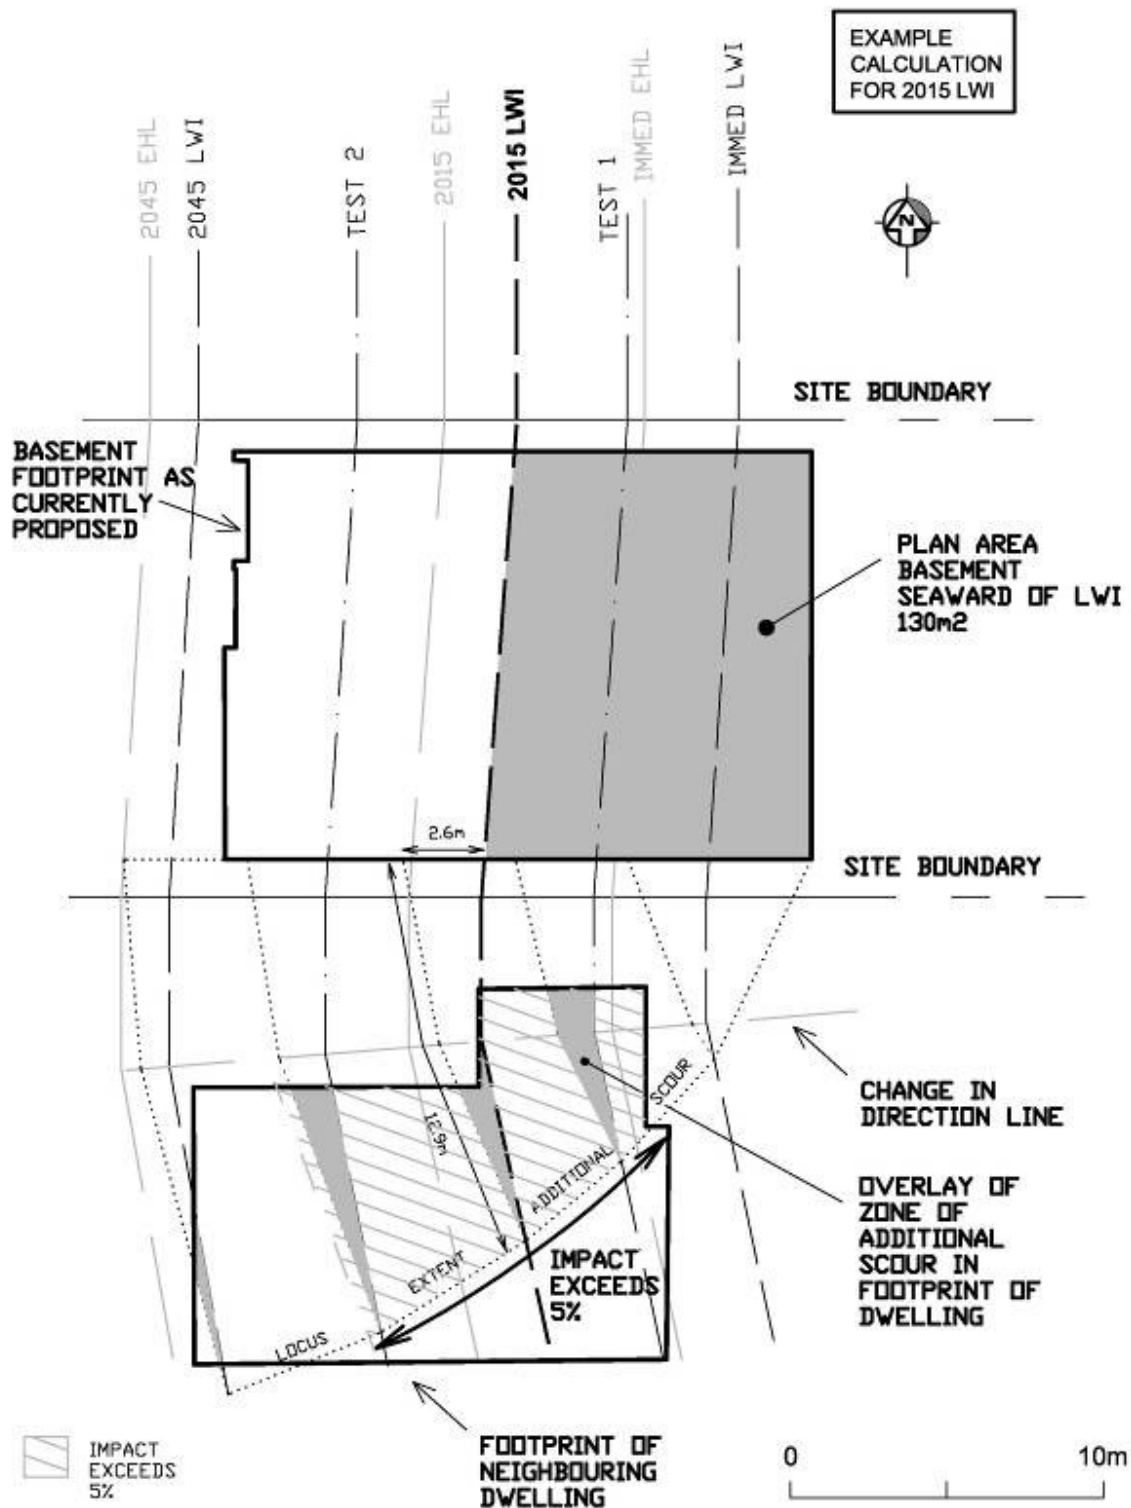 EXAMPLE
CALCULATION
FOR 2015 LWI
2045 EHL
2045 LWI
TEST 2
2015 EHL
2015 LWI
TEST 1
IMMED EHL
IMMED LWI
N
SITE BOUNDARY
BASEMENT
FOOTPRINT AS
CURRENTLY
PROPOSED
PLAN AREA
BASEMENT
SEAWARD OF LWI
130m2
2.6m
SITE BOUNDARY
12.9m
LOCUS EXTENT ADDITIONAL SCOUR
CHANGE IN
DIRECTION LINE
OVERLAY OF
ZONE OF
ADDITIONAL
SCOUR IN
FOOTPRINT OF
DWELLING
IMPACT
EXCEEDS
5%
FOOTPRINT OF
NEIGHBOURING
DWELLING
IMPACT
EXCEEDS
5%
0 10m